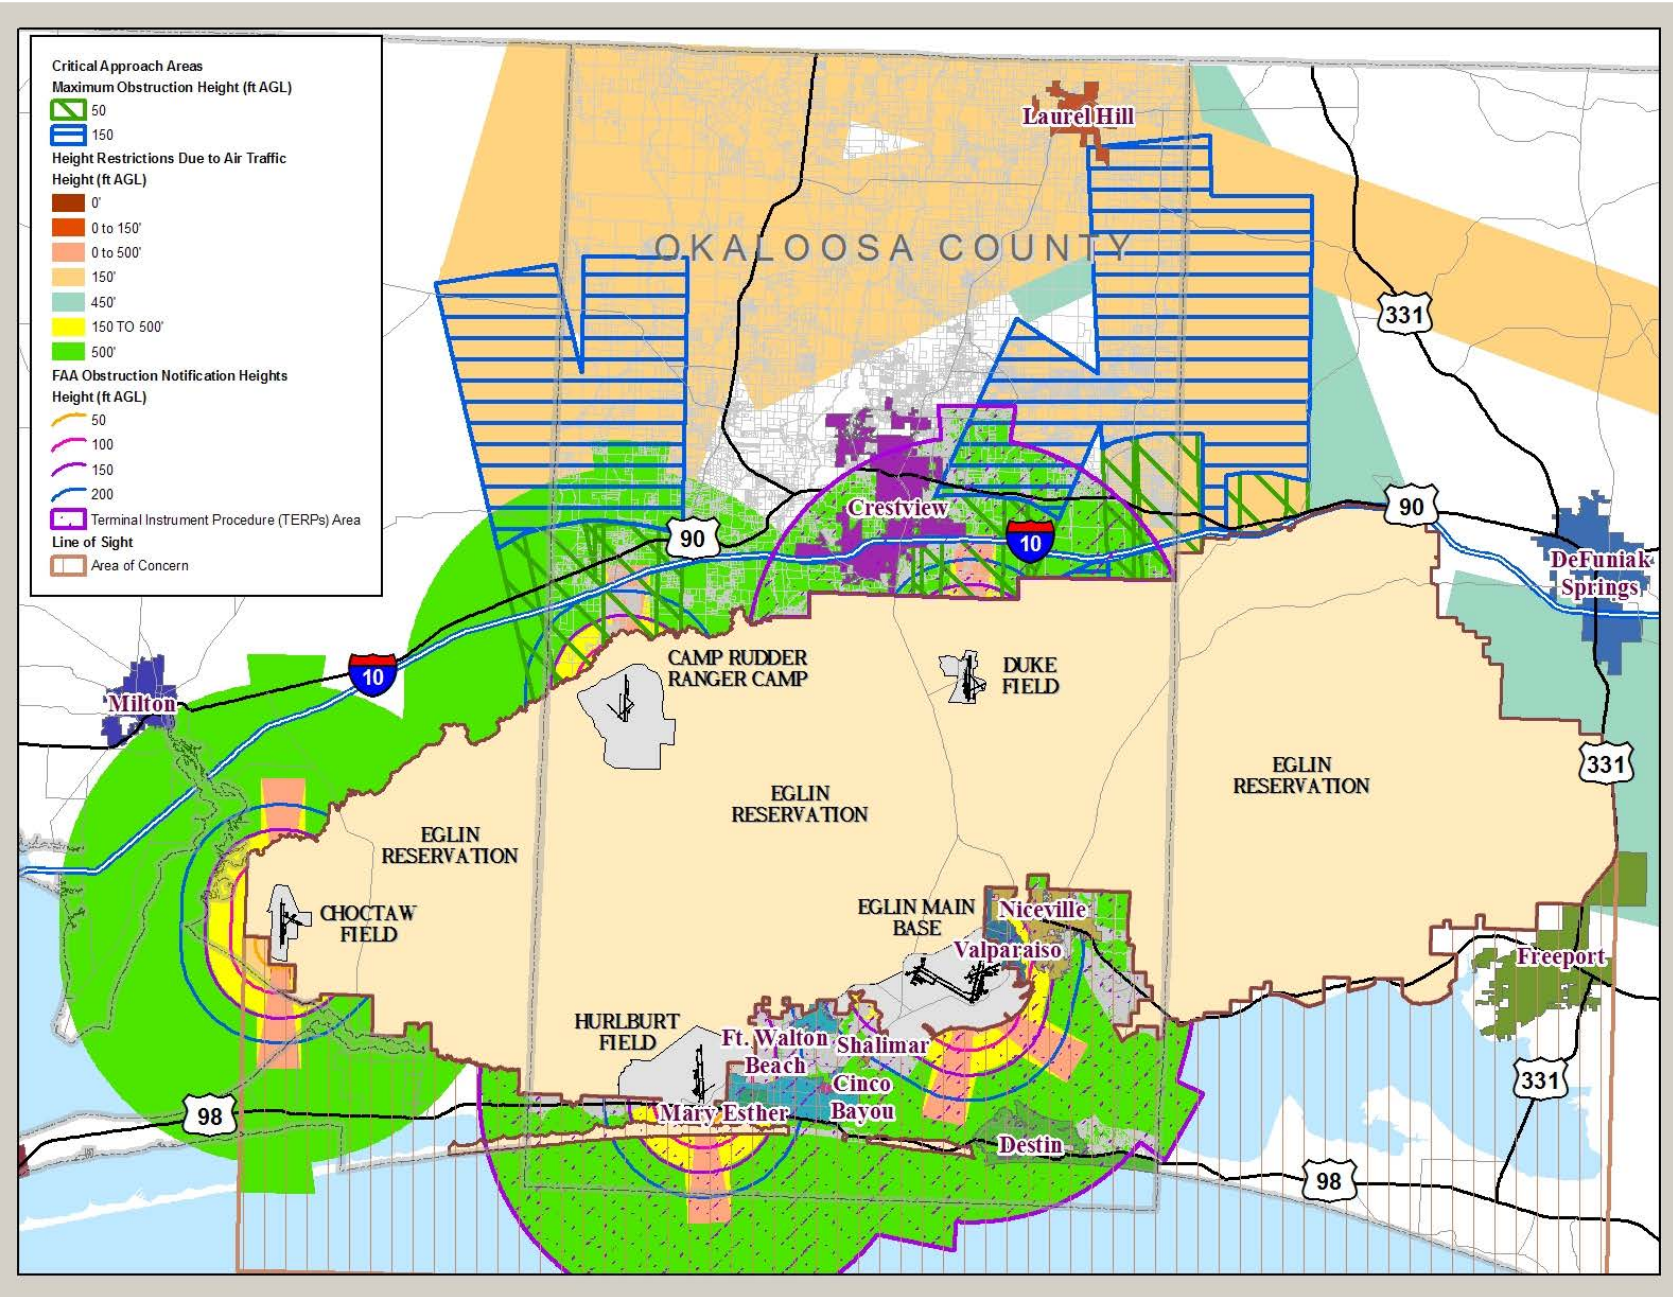 Critical Approach Areas
Maximum Obstruction Height (ft AGL)
50
150
Height Restrictions Due to Air Traffic
Height (ft AGL)
0'
0 to 150'
0 to 500'
150'
450'
150 TO 500'
500'
FAA Obstruction Notification Heights
Height (ft AGL)
50
100
150
200
Terminal Instrument Procedure (TERPs) Area
Line of Sight
Area of Concern
Laurel Hill
OKALOOSA COUNTY
331
Crestview
90
90
10
DeFuniak
Springs
10
Milton
CAMP RUDDER
RANGER CAMP
DUKE
FIELD
331
EGLIN
RESERVATION
EGLIN
RESERVATION
EGLIN
RESERVATION
CHOCTAW
FIELD
EGLIN MAIN
BASE
Niceville
Valparaiso
Freeport
HURLBURT
FIELD
Ft. Walton
Beach
Shalimar
Cinco
Bayou
331
98
Mary Esther
Destin
98